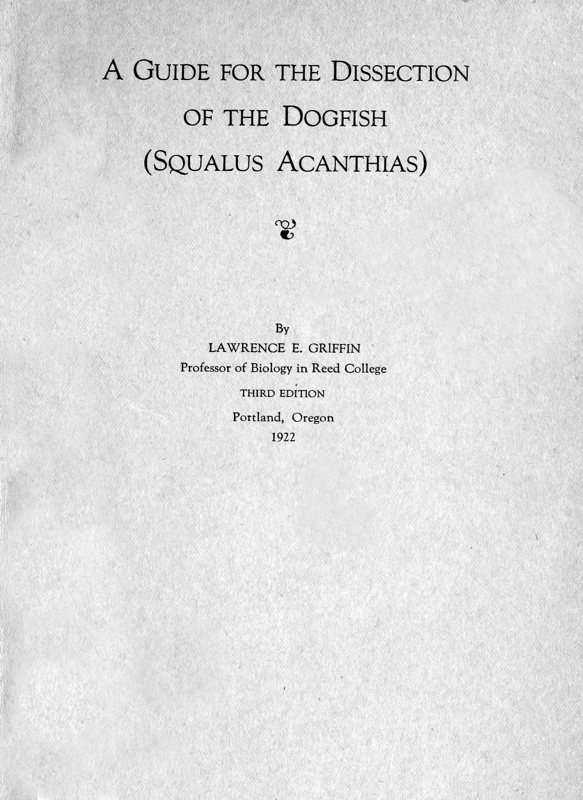 A Guide for the Dissection
of the Dogfish
(Squalus Acanthias)
By
LAWRENCE E. GRIFFIN
Professor of Biology in Reed College
THIRD EDITION
Portland, Oregon
1922